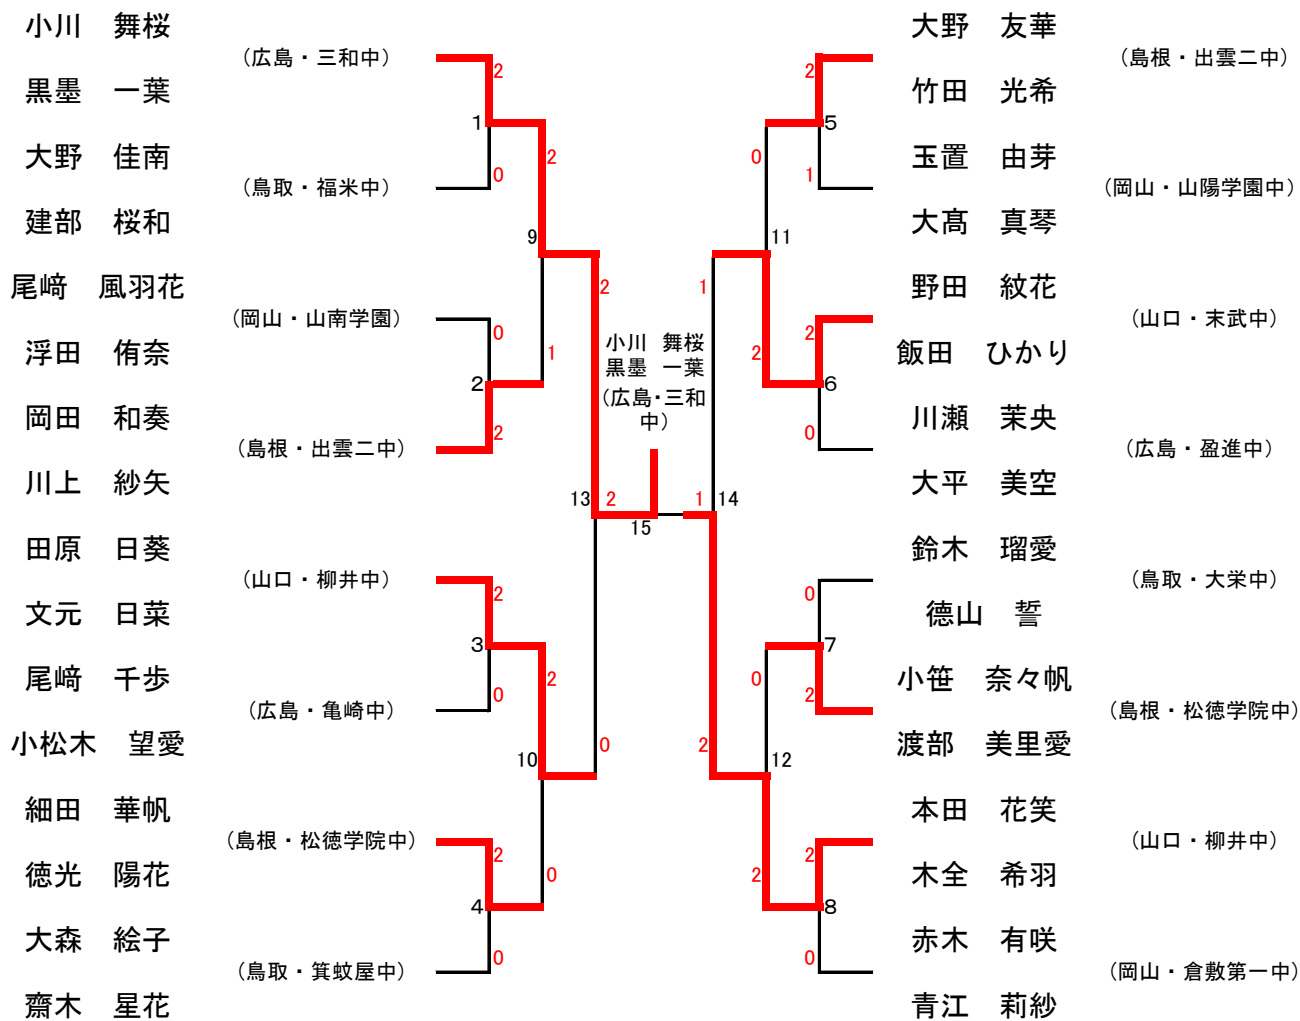 小川　舞桜
(広島・三和中)
黒墨　一葉
大野　佳南
(鳥取・福米中)
建部　桜和
尾﨑　風羽花
(岡山・山南学園)
浮田　侑奈
岡田　和奏
(島根・出雲二中)
川上　紗矢
田原　日葵
(山口・柳井中)
文元　日菜
尾﨑　千歩
(広島・亀崎中)
小松木　望愛
細田　華帆
(島根・松徳学院中)
徳光　陽花
大森　絵子
(鳥取・箕蚊屋中)
齋木　星花
2
1
0
0
2
2
2
3
0
2
4
0
2
9
1
2
10
0
2
13
0
小川　舞桜
黒墨　一葉
(広島・三和
中)
2
15
1
1
14
2
0
11
2
0
12
2
2
5
1
2
6
0
0
7
2
2
8
0
大野　友華
(島根・出雲二中)
竹田　光希
玉置　由芽
(岡山・山陽学園中)
大髙　真琴
野田　紋花
(山口・末武中)
飯田　ひかり
川瀬　茉央
(広島・盈進中)
大平　美空
鈴木　瑠愛
(鳥取・大栄中)
德山　誓
小笹　奈々帆
(島根・松徳学院中)
渡部　美里愛
本田　花笑
(山口・柳井中)
木全　希羽
赤木　有咲
(岡山・倉敷第一中)
青江　莉紗